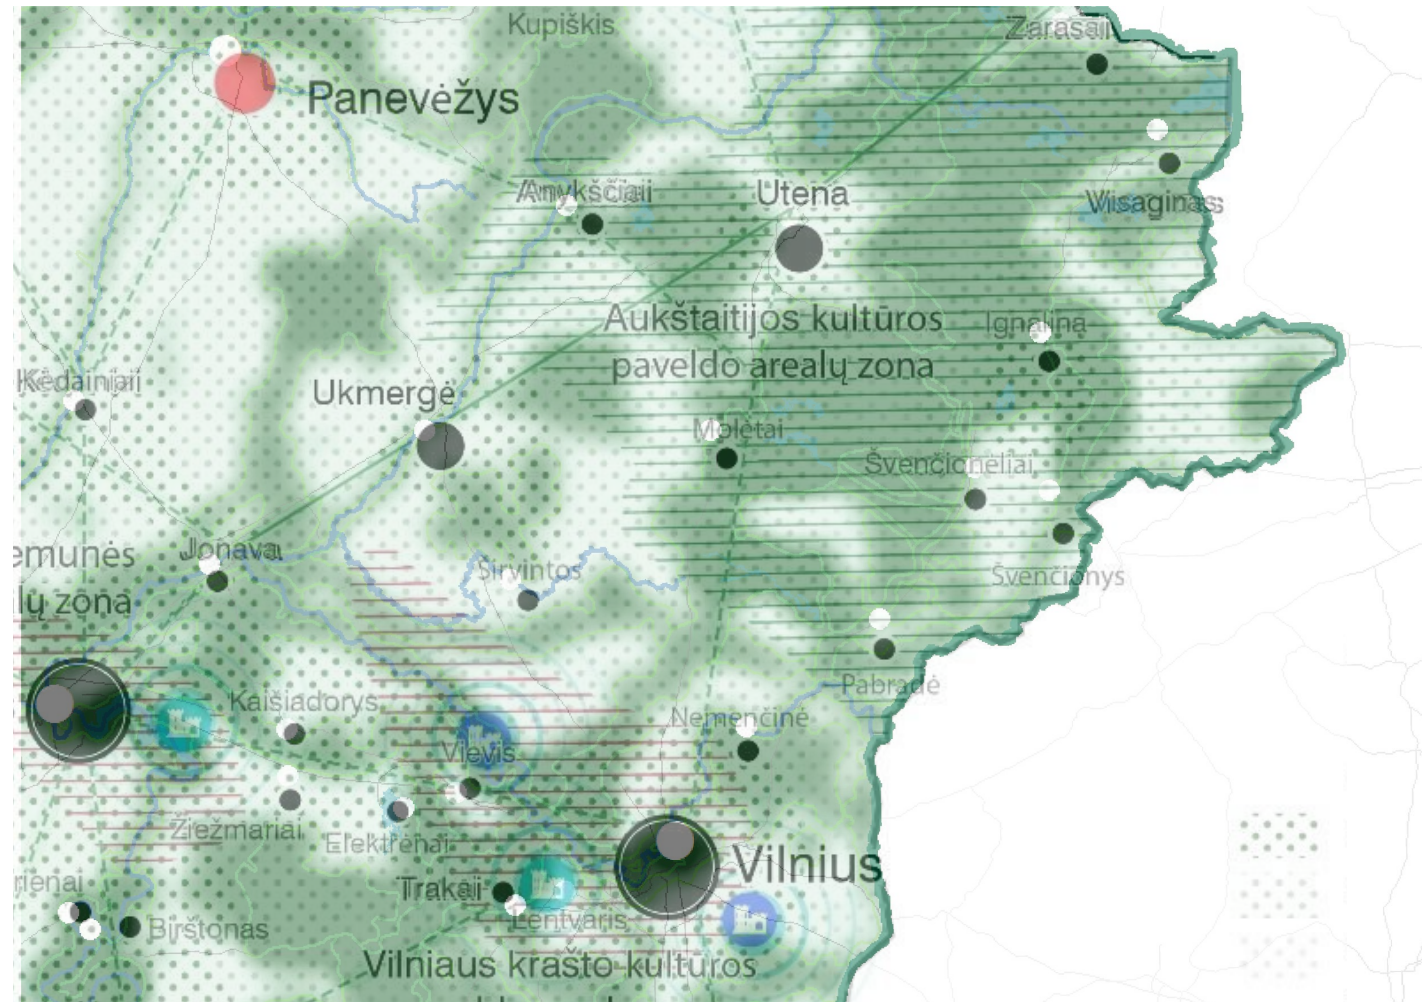 Kupiškis
Zarasai
Panevėžys
Anykščiai
Utena
Visaginas
Aukštaitijos kultūros
paveldo arealų zona
Ignalina
Kėdainiai
Ukmergė
Molėtai
Švenčionėliai
emunės
lų zona
Jonava
Širvintos
Švenčionys
Pabradė
Kaišiadorys
Nemenčinė
Vievis
Žiežmariai
Elektrėnai
Vilnius
rienai
Trakai
Lentvaris
Birštonas
Vilniaus krašto kultūros